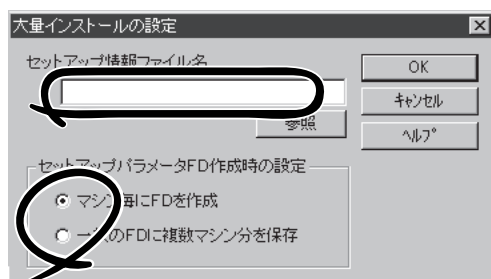 大量インストールの設定
セットアップ情報ファイル名
OK
キャンセル
参照
ヘルプ
セットアップパラメータFD作成時の設定
マシン毎にFDを作成
一枚のFDに複数マシン分を保存